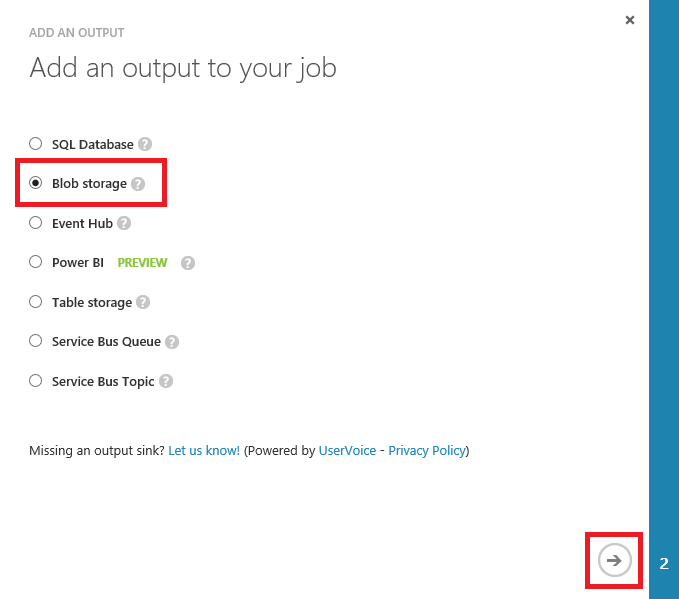 ADD AN OUTPUT
Add an output to your job
SQL Database ?
Blob storage ?
Event Hub ?
Power BI PREVIEW ?
Table storage ?
Service Bus Queue ?
Service Bus Topic ?
Missing an output sink? Let us know! (Powered by UserVoice - Privacy Policy)
2